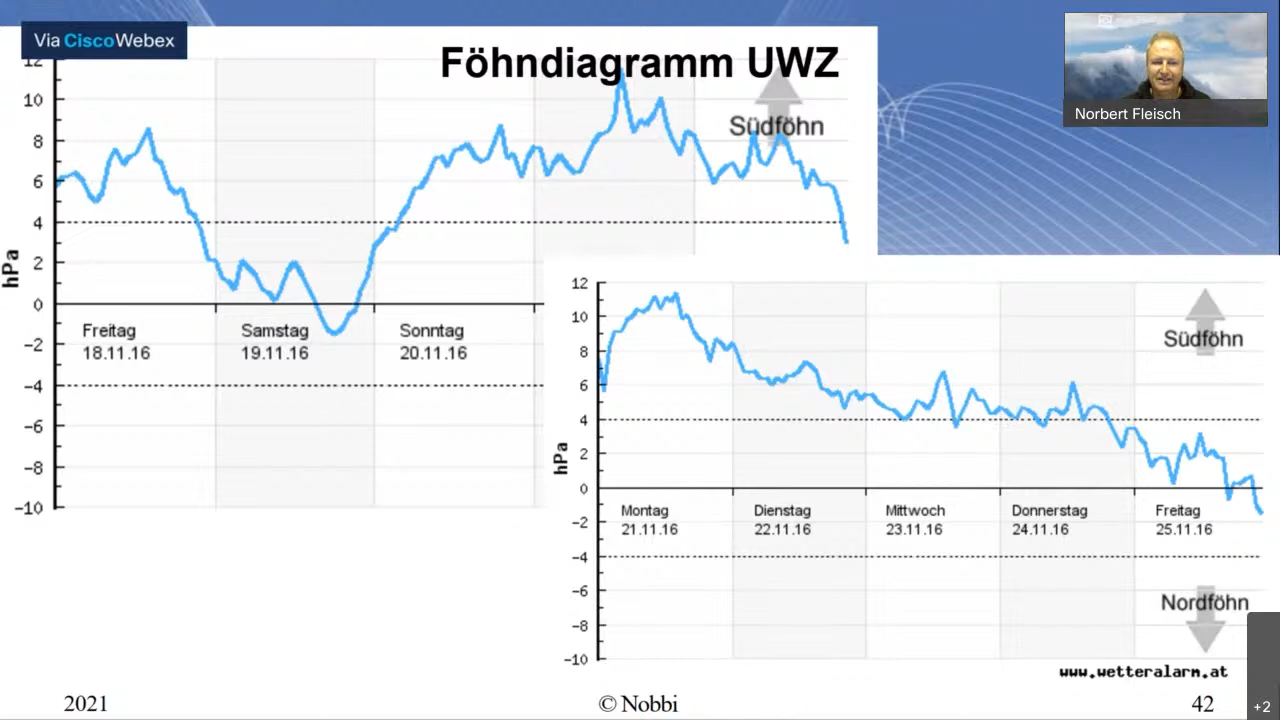 Via CiscoWebex
Föhndiagramm UWZ
Norbert Fleisch
12
10
8
6
4
2
0
−2
−4
−6
−8
−10
hPa
Südföhn
Freitag
18.11.16
Samstag
19.11.16
Sonntag
20.11.16
12
10
8
6
4
2
0
−2
−4
−6
−8
−10
hPa
Südföhn
Montag
21.11.16
Dienstag
22.11.16
Mittwoch
23.11.16
Donnerstag
24.11.16
Freitag
25.11.16
Nordföhn
www.wetteralarm.at
2021
© Nobbi
42
+2